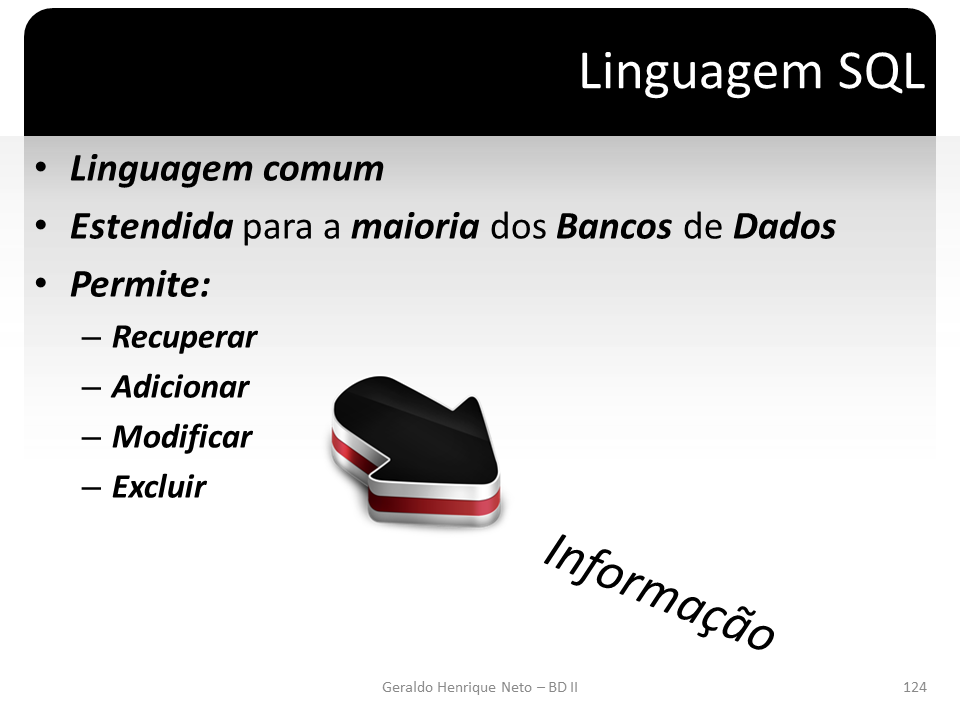 Linguagem SQL
• Linguagem comum
• Estendida para a maioria dos Bancos de Dados
• Permite:
– Recuperar
– Adicionar
– Modificar
– Excluir
Informação
Geraldo Henrique Neto – BD II
124